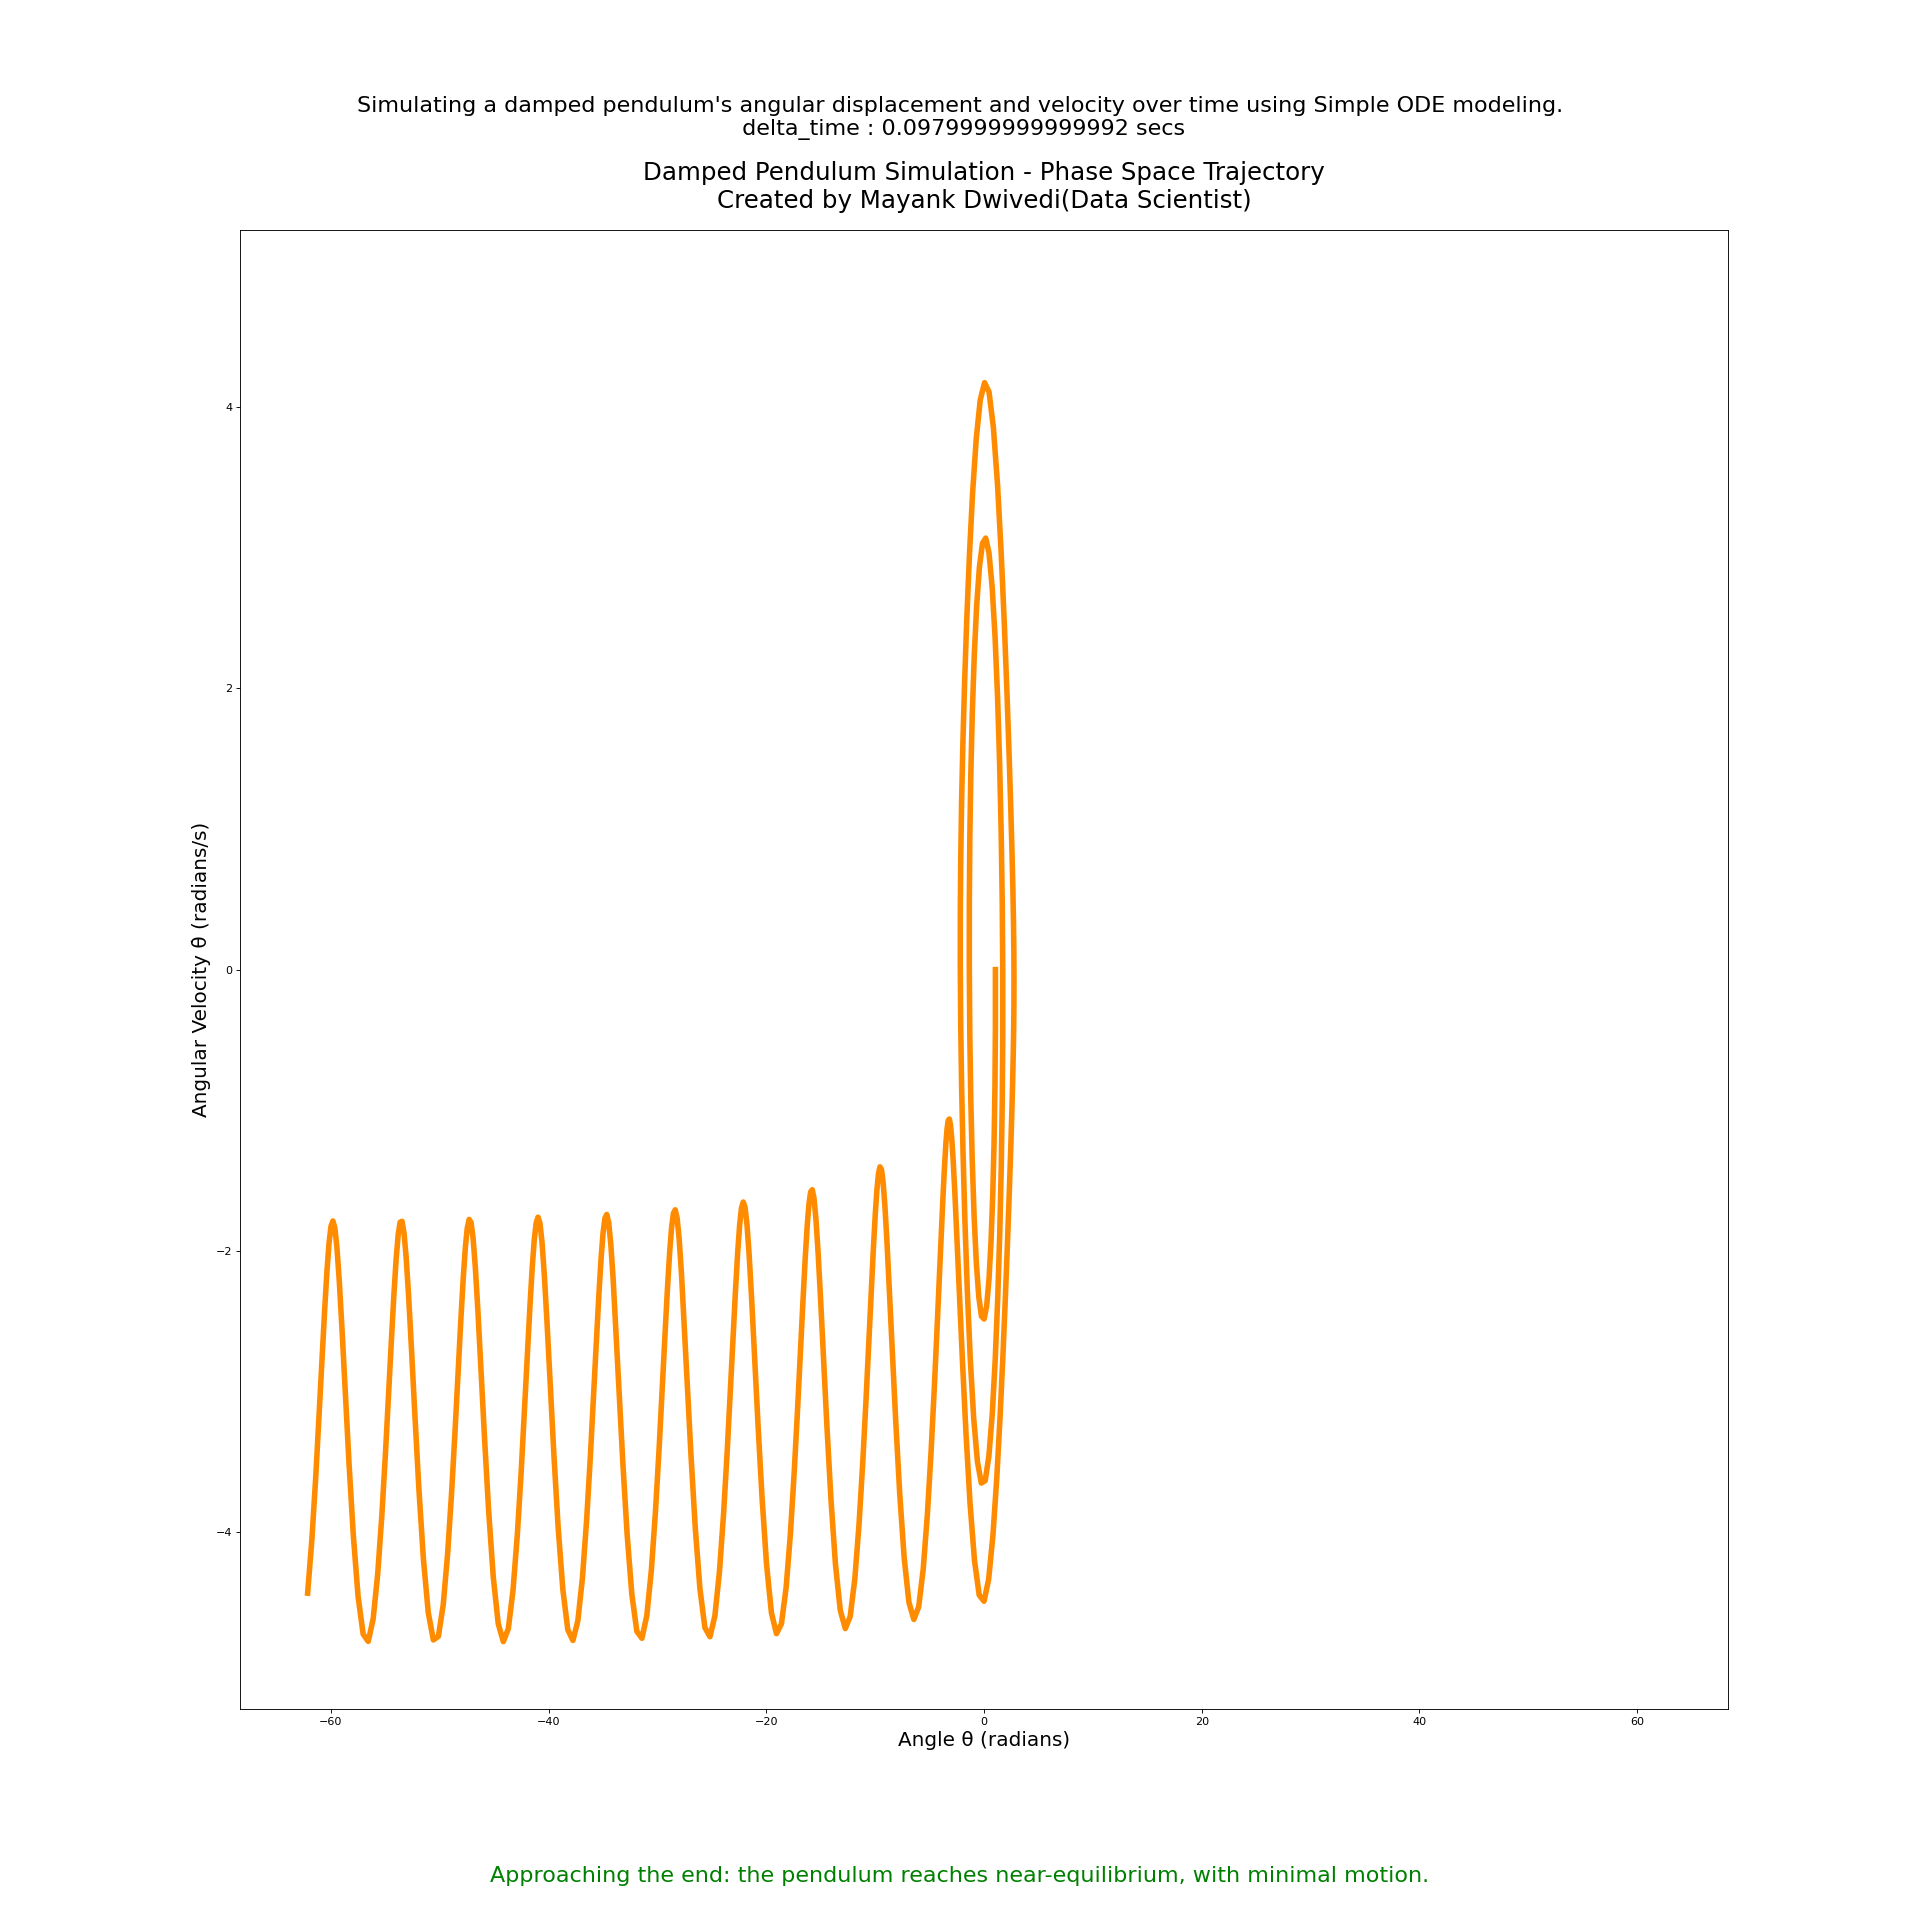 Simulating a damped pendulum's angular displacement and velocity over time using Simple ODE modeling.
delta_time : 0.0979999999999992 secs
Damped Pendulum Simulation - Phase Space Trajectory
Created by Mayank Dwivedi(Data Scientist)
4
2
0
−2
−4
Angular Velocity θ̇ (radians/s)
−60
−40
−20
0
20
40
60
Angle θ (radians)
Approaching the end: the pendulum reaches near-equilibrium, with minimal motion.